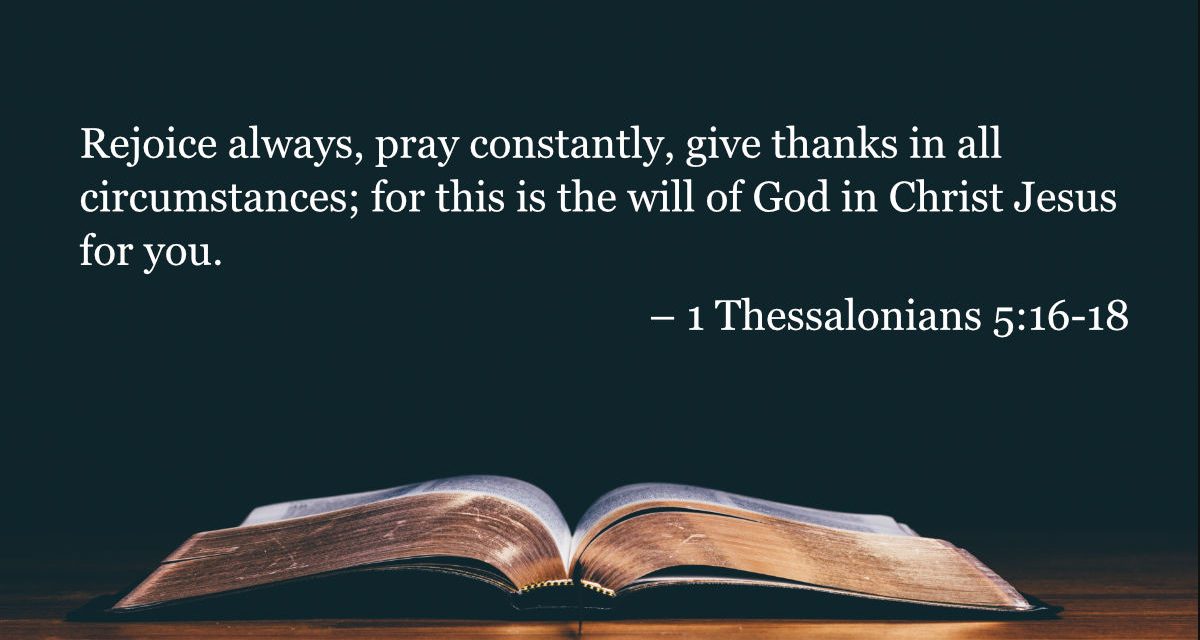 Rejoice always, pray constantly, give thanks in all
circumstances; for this is the will of God in Christ Jesus
for you.
– 1 Thessalonians 5:16-18